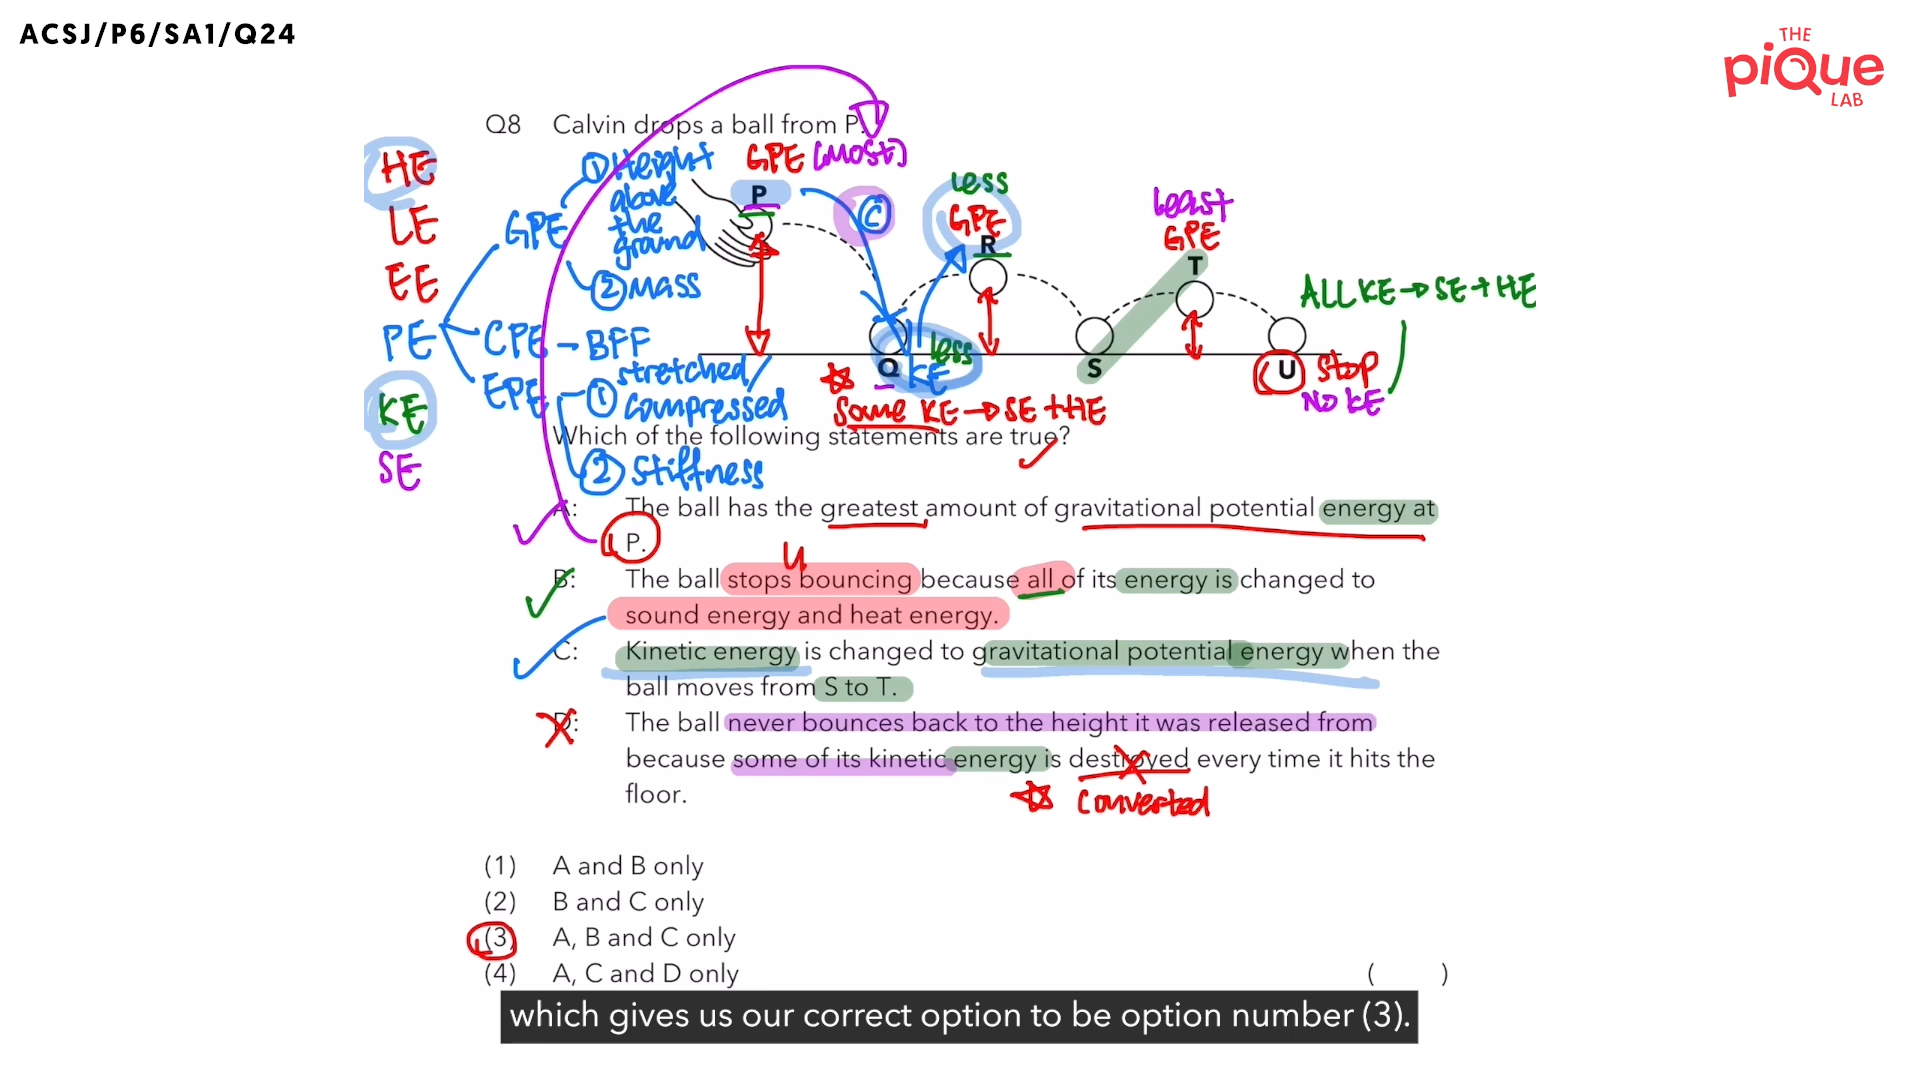 ACSJ/P6/SA1/Q24
THE
piQue
LAB
Q8 Calvin drops a ball from P.
HE
LE
EE
PE
KE
SE
GPE
① Height
above
the
ground
② Mass
CPE - BFF
EPE
① stretched/
compressed
② Stiffness
GPE (MOST)
P
C
less
GPE
R
Least
GPE
T
ALL KE → SE + HE
Q
less
KE
S
U
Stop
NO KE
☆ Some KE → SE + HE
Which of the following statements are true?
A: The ball has the greatest amount of gravitational potential energy at
P.
U
B: The ball stops bouncing because all of its energy is changed to
sound energy and heat energy.
C: Kinetic energy is changed to gravitational potential energy when the
ball moves from S to T.
D: The ball never bounces back to the height it was released from
because some of its kinetic energy is destroyed every time it hits the
floor.
☆ Converted
(1) A and B only
(2) B and C only
(3) A, B and C only
(4) A, C and D only ( )
which gives us our correct option to be option number (3).